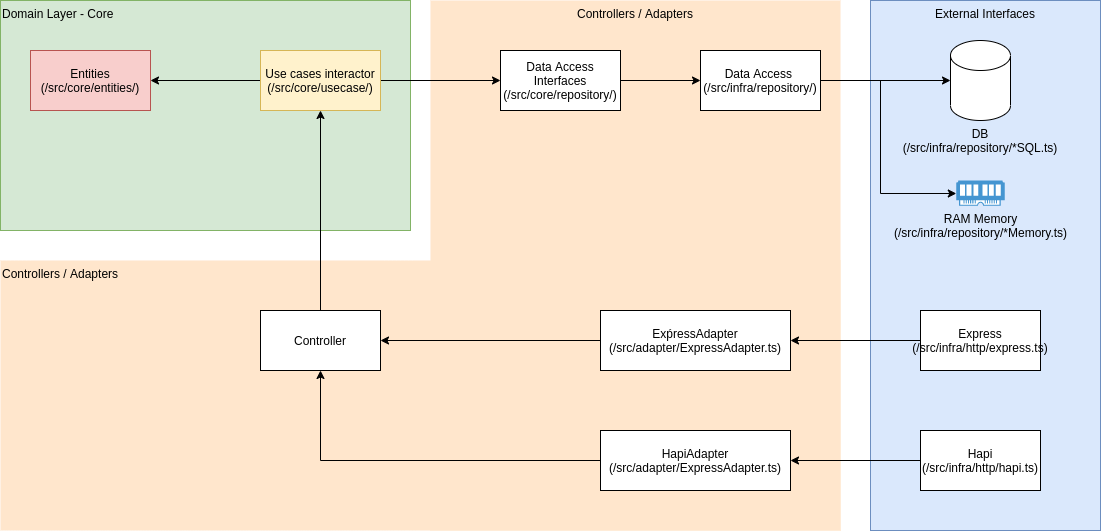 Domain Layer - Core
Controllers / Adapters
External Interfaces
Entities
(/src/core/entities/)
Use cases interactor
(/src/core/usecase/)
Data Access
Interfaces
(/src/core/repository/)
Data Access
(/src/infra/repository/)
DB
(/src/infra/repository/*SQL.ts)
RAM Memory
(/src/infra/repository/*Memory.ts)
Controllers / Adapters
Controller
ExpressAdapter
(/src/adapter/ExpressAdapter.ts)
Express
(/src/infra/http/express.ts)
HapiAdapter
(/src/adapter/ExpressAdapter.ts)
Hapi
(/src/infra/http/hapi.ts)